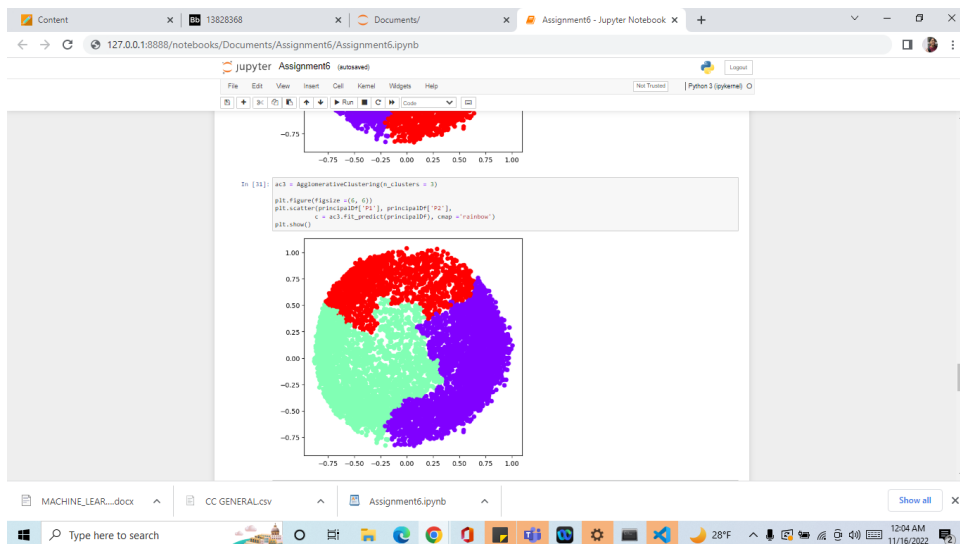 Content
Bb 13828368
Documents/
Assignment6 - Jupyter Notebook
127.0.0.1:8888/notebooks/Documents/Assignment6/Assignment6.ipynb
jupyter Assignment6 (autosaved)
Logout
File Edit View Insert Cell Kernel Widgets Help
Not Trusted
Python 3 (ipykernel)
Run
Code
−0.75
−0.75 −0.50 −0.25 0.00 0.25 0.50 0.75 1.00
In [31]: ac3 = AgglomerativeClustering(n_clusters = 3)
plt.figure(figsize =(6, 6))
plt.scatter(principalDf['P1'], principalDf['P2'],
c = ac3.fit_predict(principalDf), cmap ='rainbow')
plt.show()
1.00
0.75
0.50
0.25
0.00
−0.25
−0.50
−0.75
−0.75 −0.50 −0.25 0.00 0.25 0.50 0.75 1.00
MACHINE_LEAR....docx
CC GENERAL.csv
Assignment6.ipynb
Show all
Type here to search
28°F
12:04 AM
11/16/2022
2